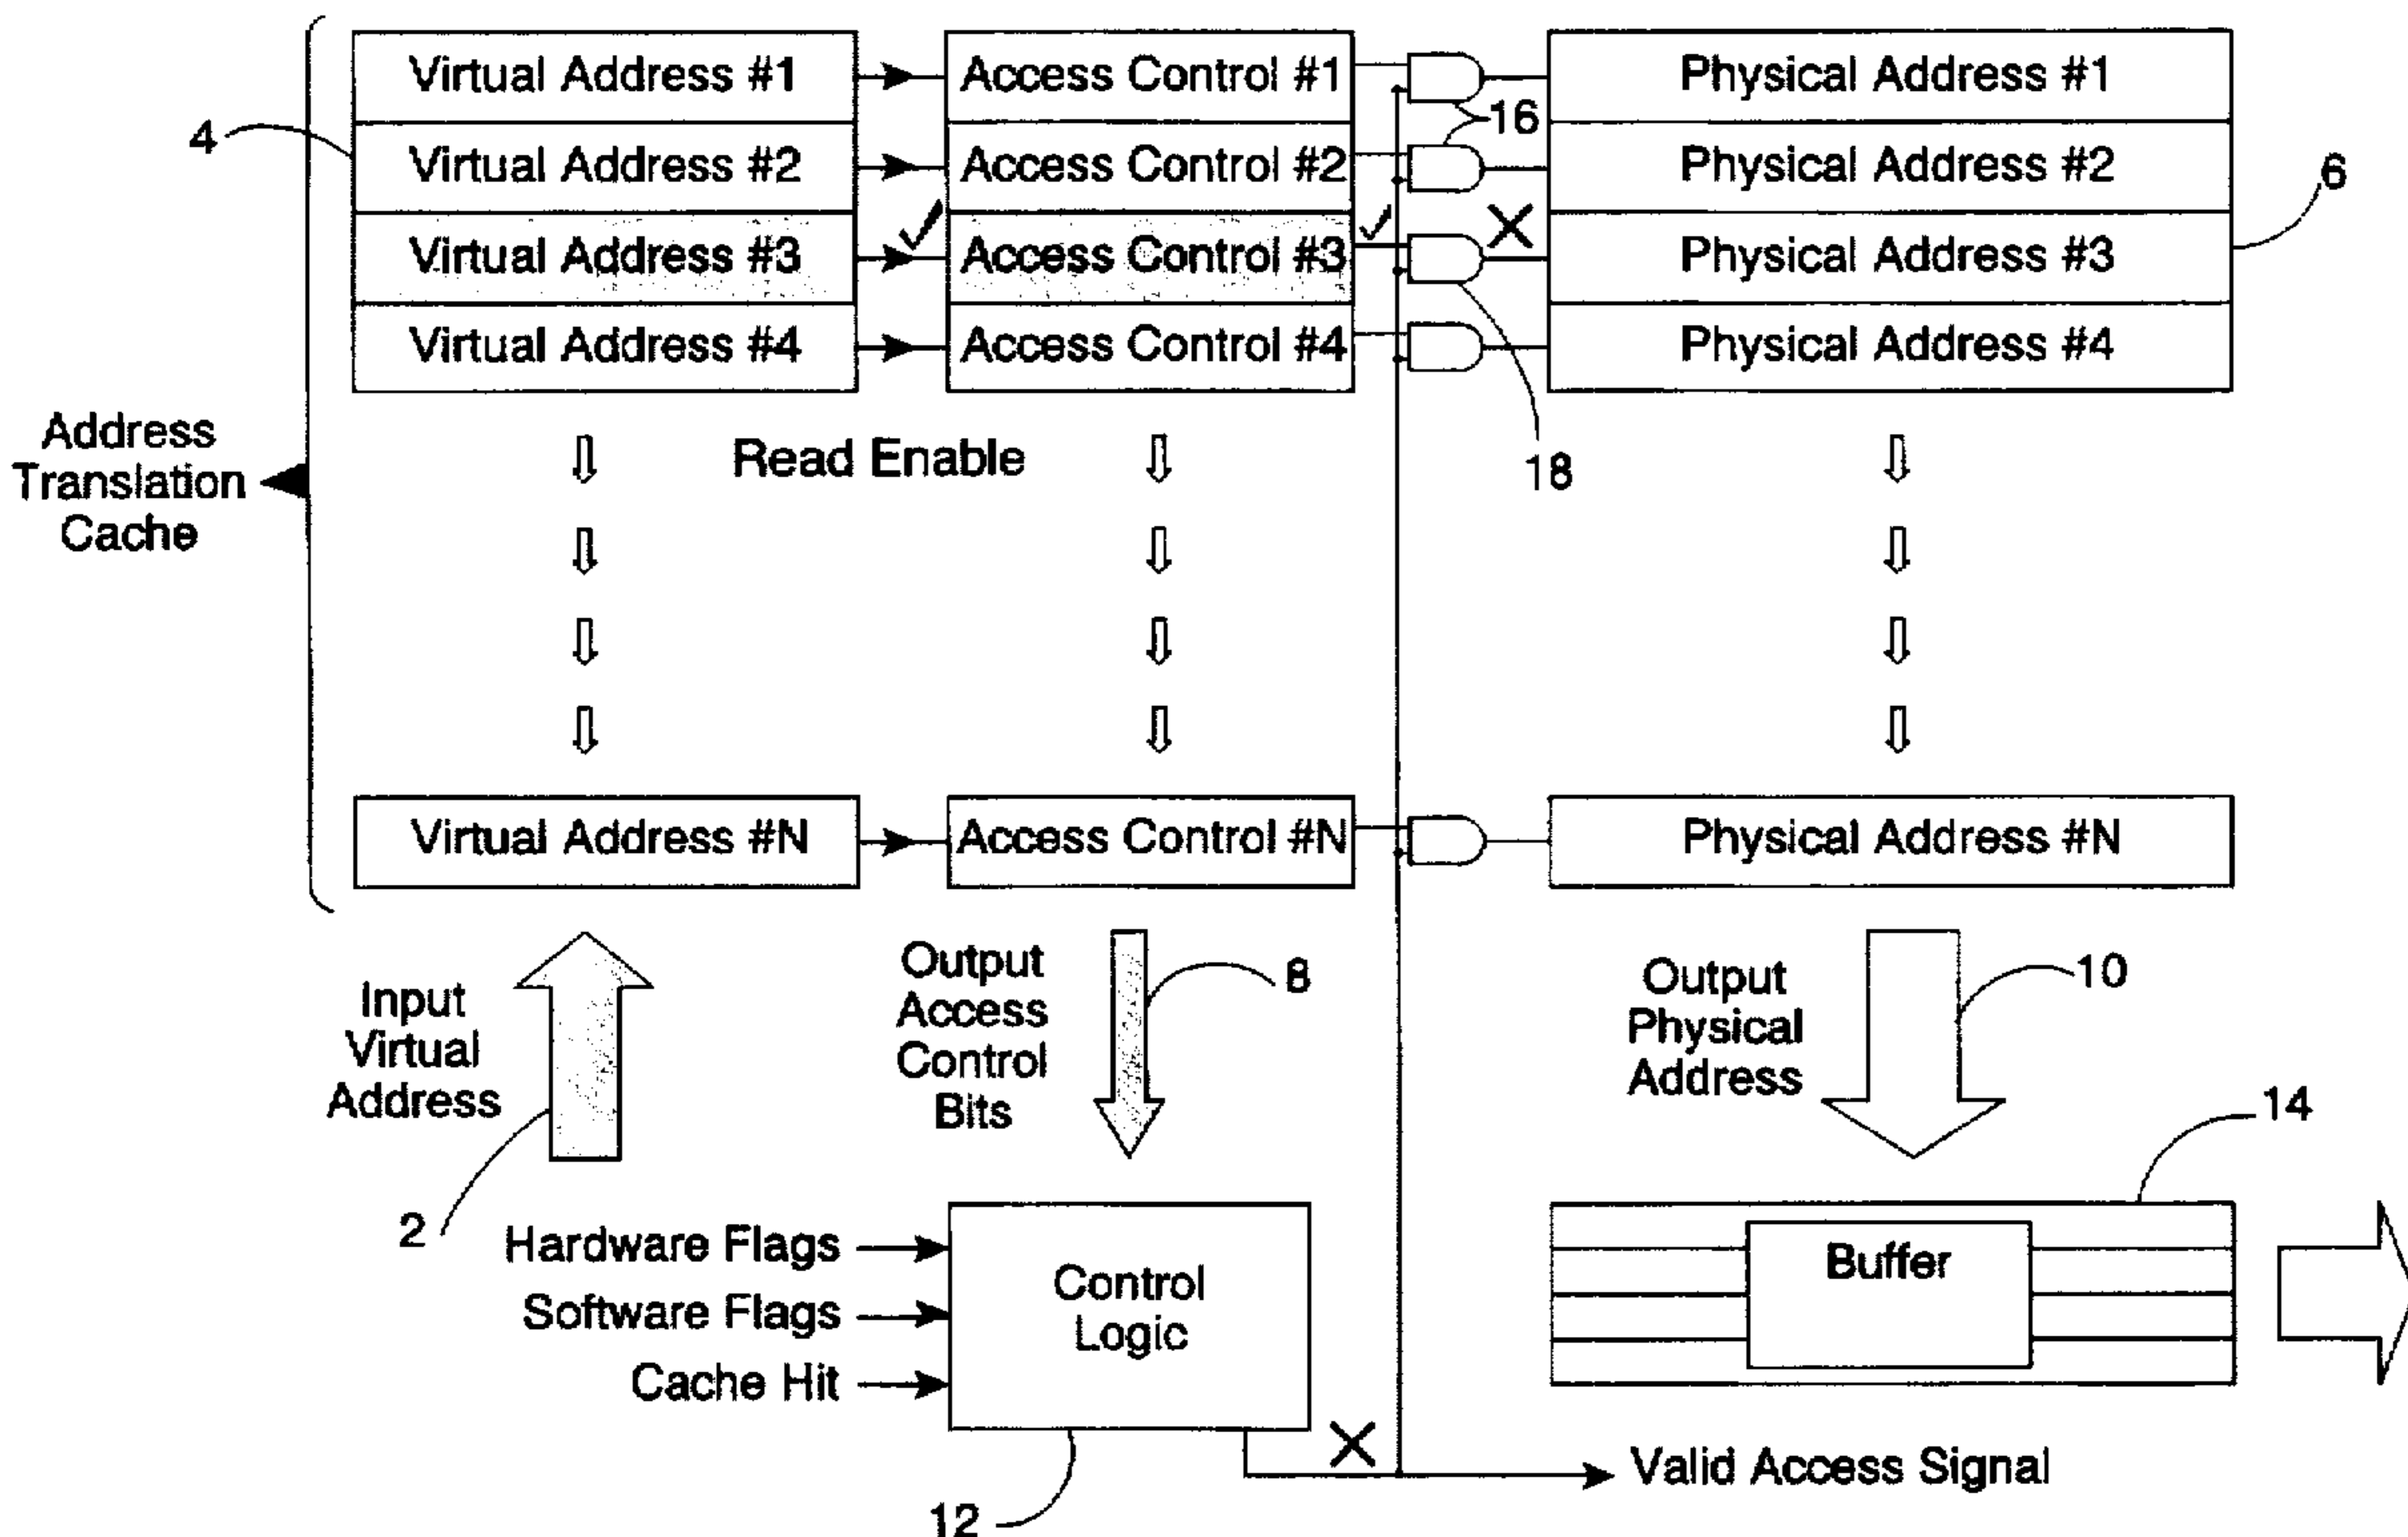 Virtual Address #1
Access Control #1
Physical Address #1
16
4
Virtual Address #2
Access Control #2
Physical Address #2
6
Virtual Address #3
Access Control #3
Physical Address #3
Virtual Address #4
Access Control #4
Physical Address #4
Address
Translation
Cache
Read Enable
18
Virtual Address #N
Access Control #N
Physical Address #N
Input
Virtual
Address
2
Output
Access
Control
Bits
8
Output
Physical
Address
10
14
Hardware Flags
Software Flags
Cache Hit
Control
Logic
12
Buffer
Valid Access Signal